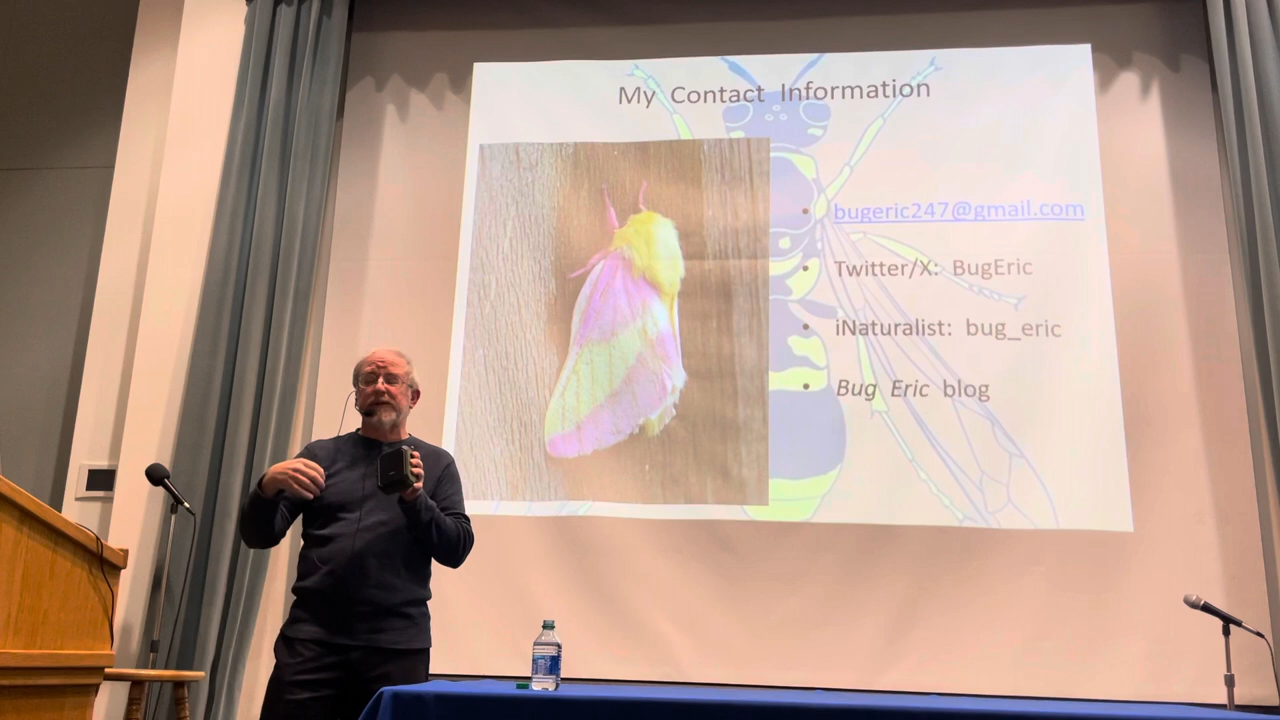 My Contact Information
bugeric247@gmail.com
Twitter/X: BugEric
iNaturalist: bug_eric
Bug Eric blog